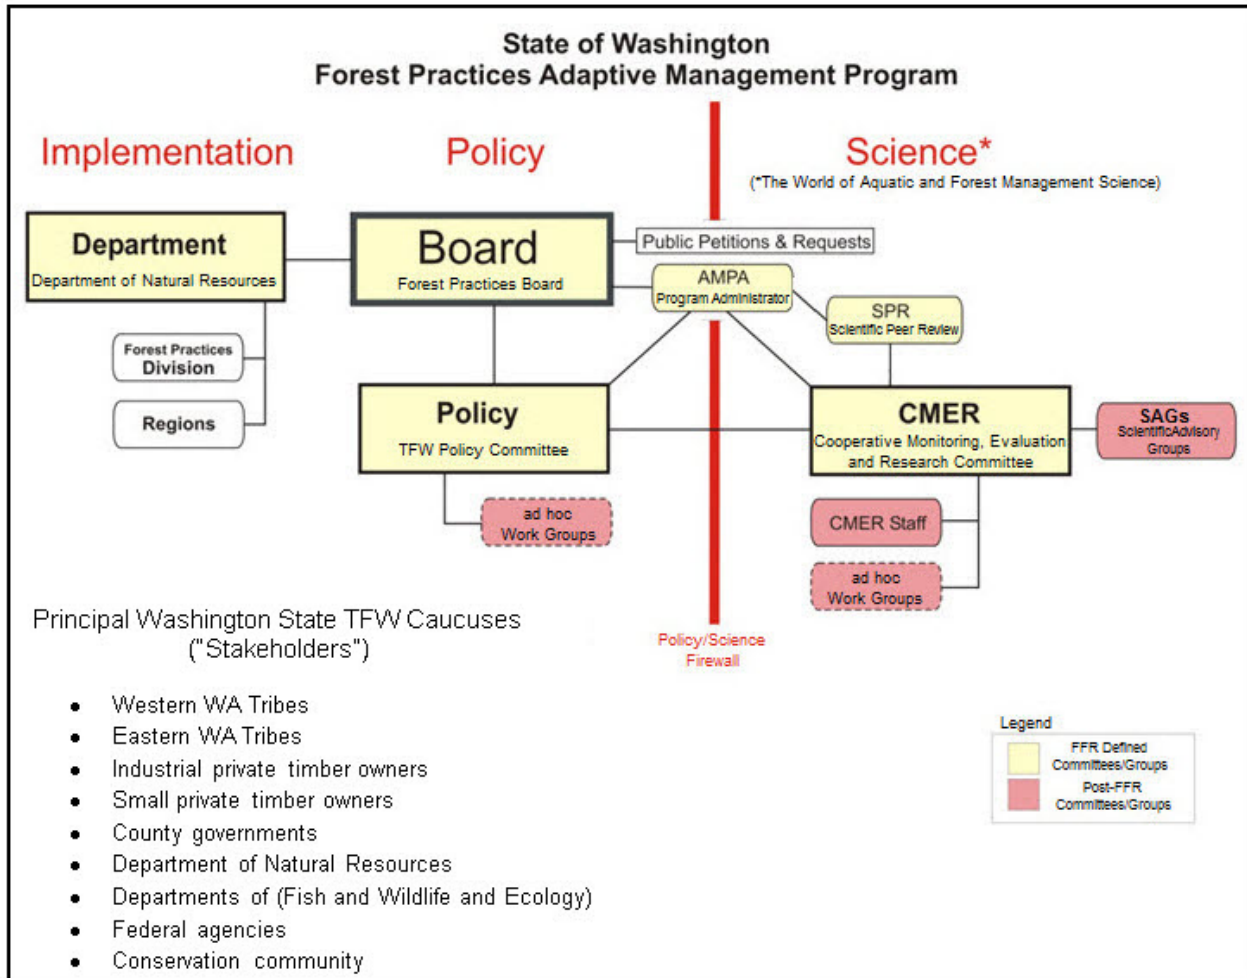 State of Washington
Forest Practices Adaptive Management Program
Implementation
Policy
Science*
(*The World of Aquatic and Forest Management Science)
Department
Department of Natural Resources
Board
Forest Practices Board
Public Petitions & Requests
AMPA
Program Administrator
SPR
Scientific Peer Review
Forest Practices
Division
Regions
Policy
TFW Policy Committee
CMER
Cooperative Monitoring, Evaluation
and Research Committee
SAGs
ScientificAdvisory
Groups
ad hoc
Work Groups
CMER Staff
ad hoc
Work Groups
Policy/Science
Firewall
Principal Washington State TFW Caucuses
("Stakeholders")
• Western WA Tribes
• Eastern WA Tribes
• Industrial private timber owners
• Small private timber owners
• County governments
• Department of Natural Resources
• Departments of (Fish and Wildlife and Ecology)
• Federal agencies
• Conservation community
Legend
FFR Defined
Committees/Groups
Post-FFR
Committees/Groups